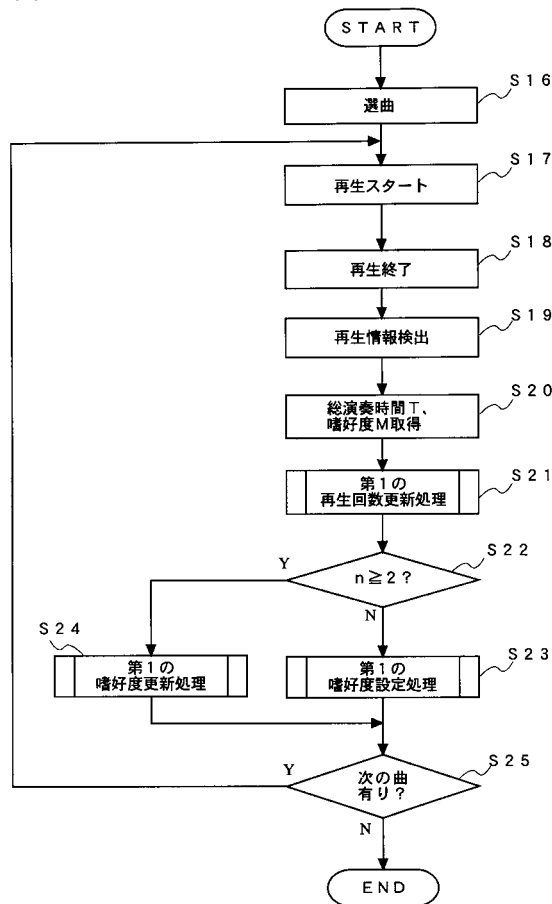 START
S16
選曲
S17
再生スタート
S18
再生終了
S19
再生情報検出
S20
総演奏時間T、
嗜好度M取得
S21
第1の
再生回数更新処理
S22
n≧2?
Y
N
S24
第1の
嗜好度更新処理
S23
第1の
嗜好度設定処理
S25
次の曲
有り?
Y
N
END